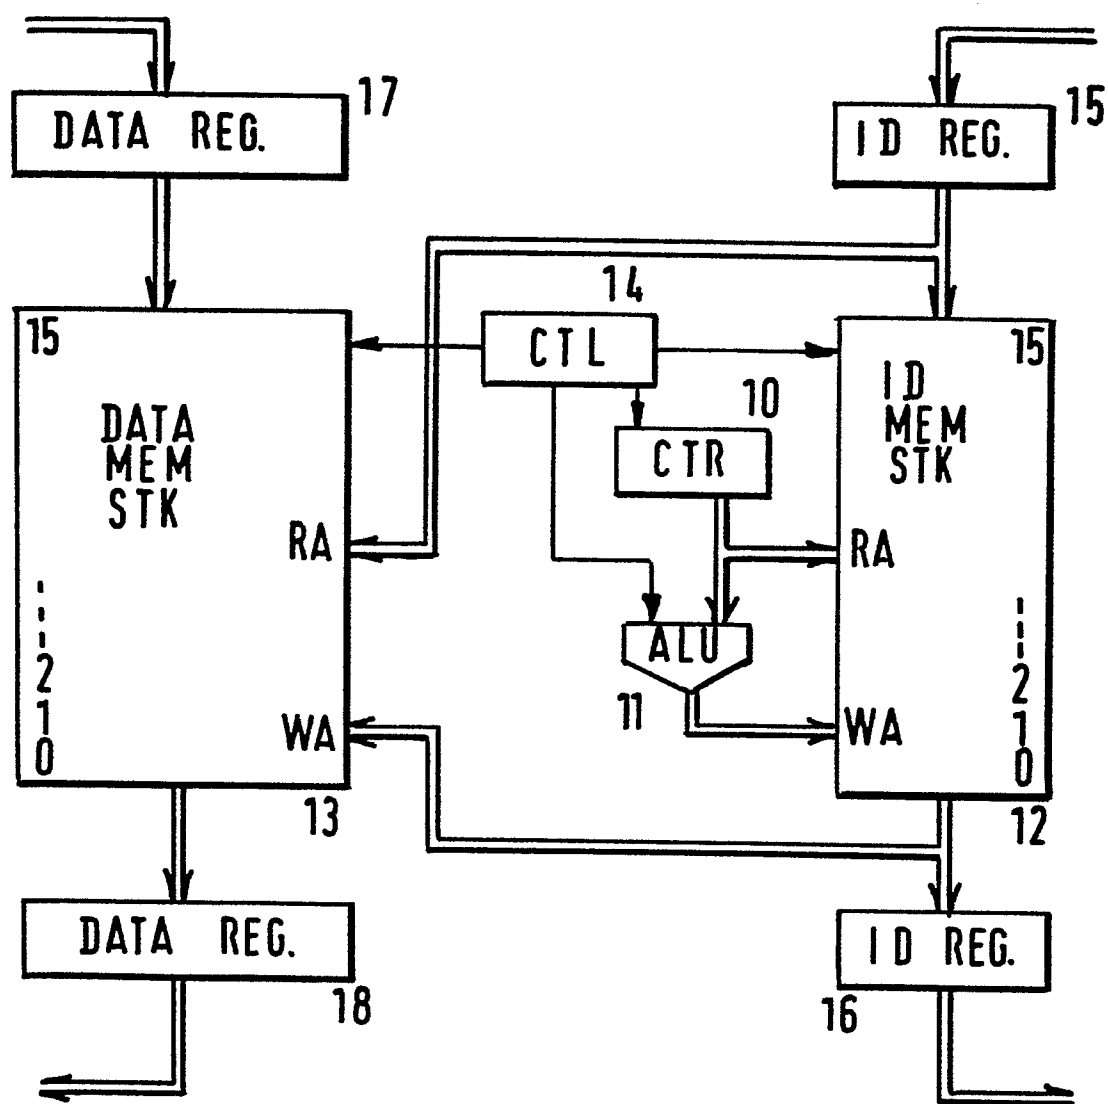 17
DATA REG.
15
ID REG.
14
CTL
15
DATA
MEM
STK
RA
-
-
-
2
1
0
WA
13
10
CTR
ALU
11
15
ID
MEM
STK
RA
-
-
-
2
1
0
WA
12
DATA REG.
18
ID REG.
16